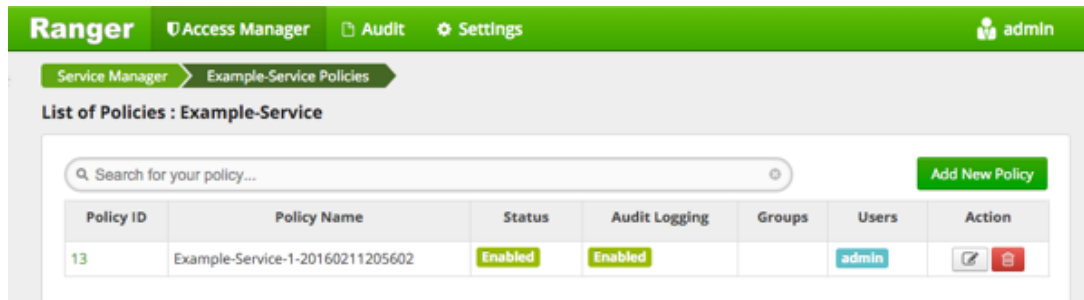 Ranger Access Manager Audit Settings admin
Service Manager Example-Service Policies
List of Policies : Example-Service
Search for your policy... Add New Policy
Policy ID Policy Name Status Audit Logging Groups Users Action
13 Example-Service-1-20160211205602 Enabled Enabled admin